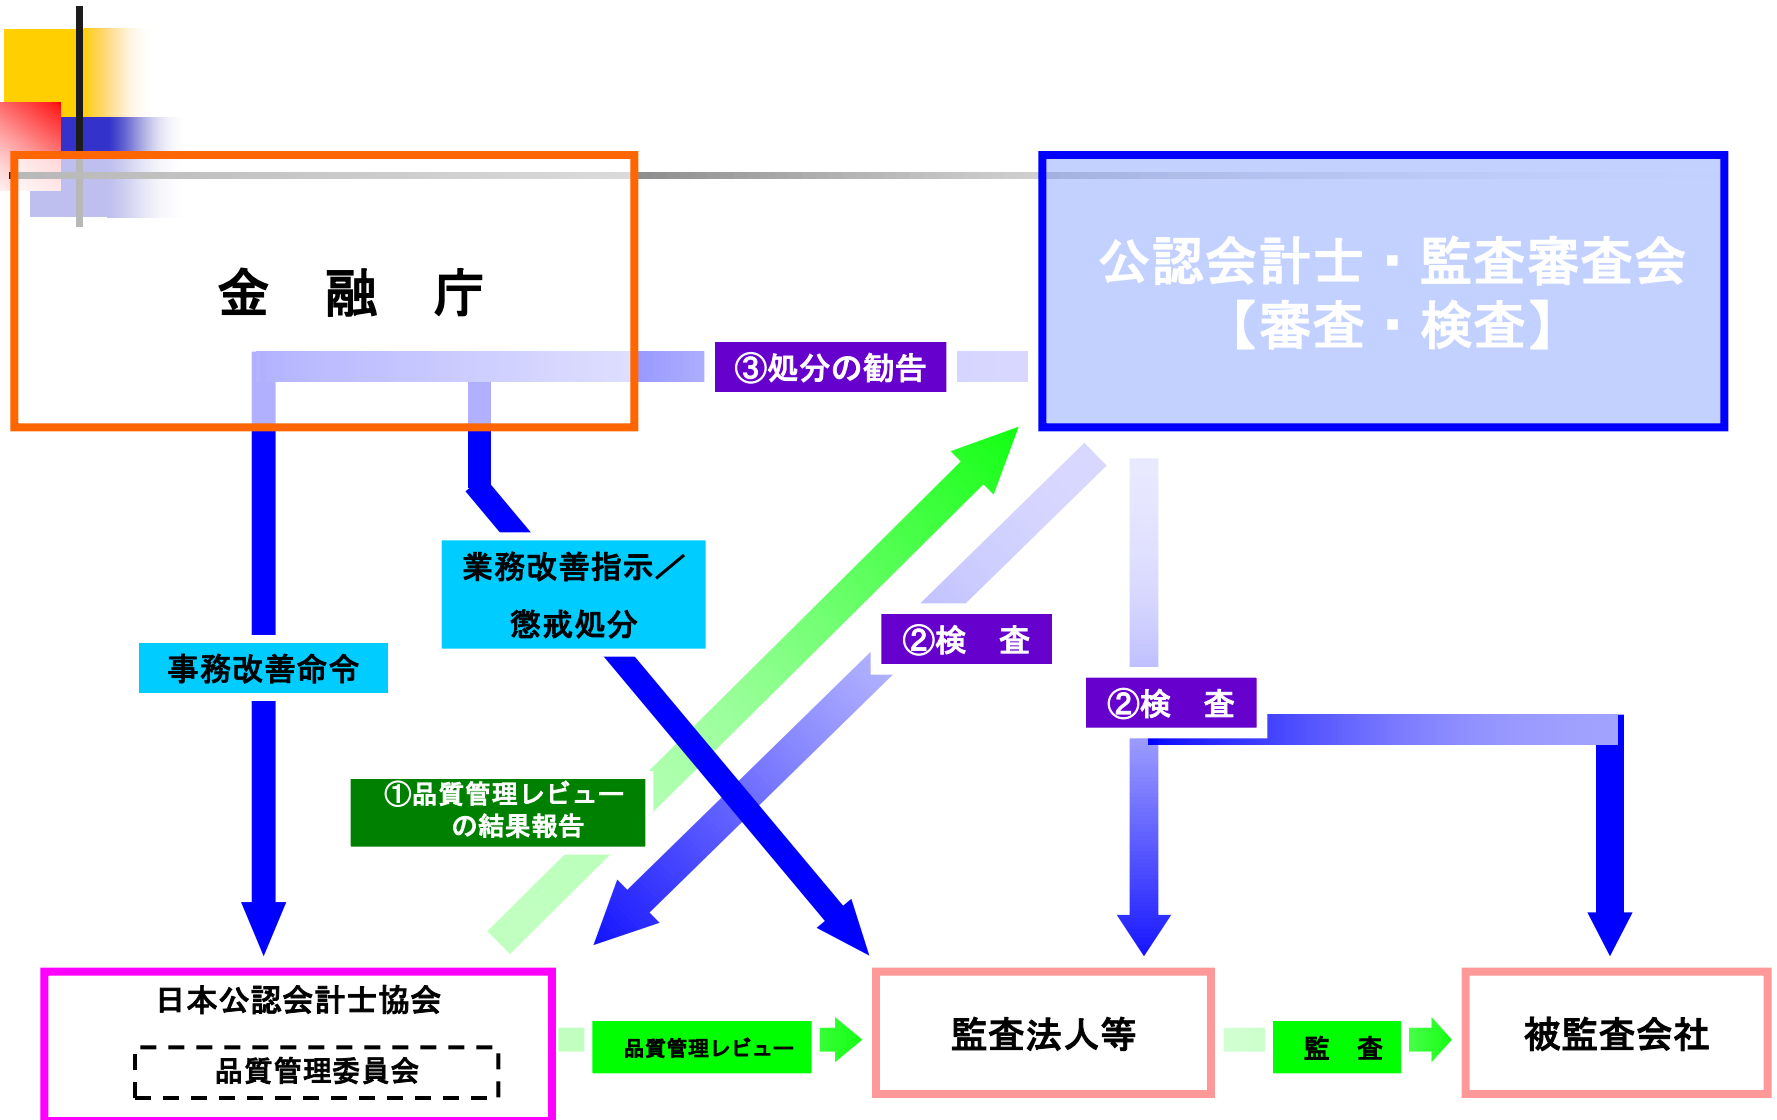 金　融　庁
公認会計士・監査審査会
【審査・検査】
③処分の勧告
業務改善指示／
懲戒処分
②検　査
事務改善命令
②検　査
①品質管理レビュー
の結果報告
日本公認会計士協会
品質管理委員会
品質管理レビュー
監査法人等
監　査
被監査会社